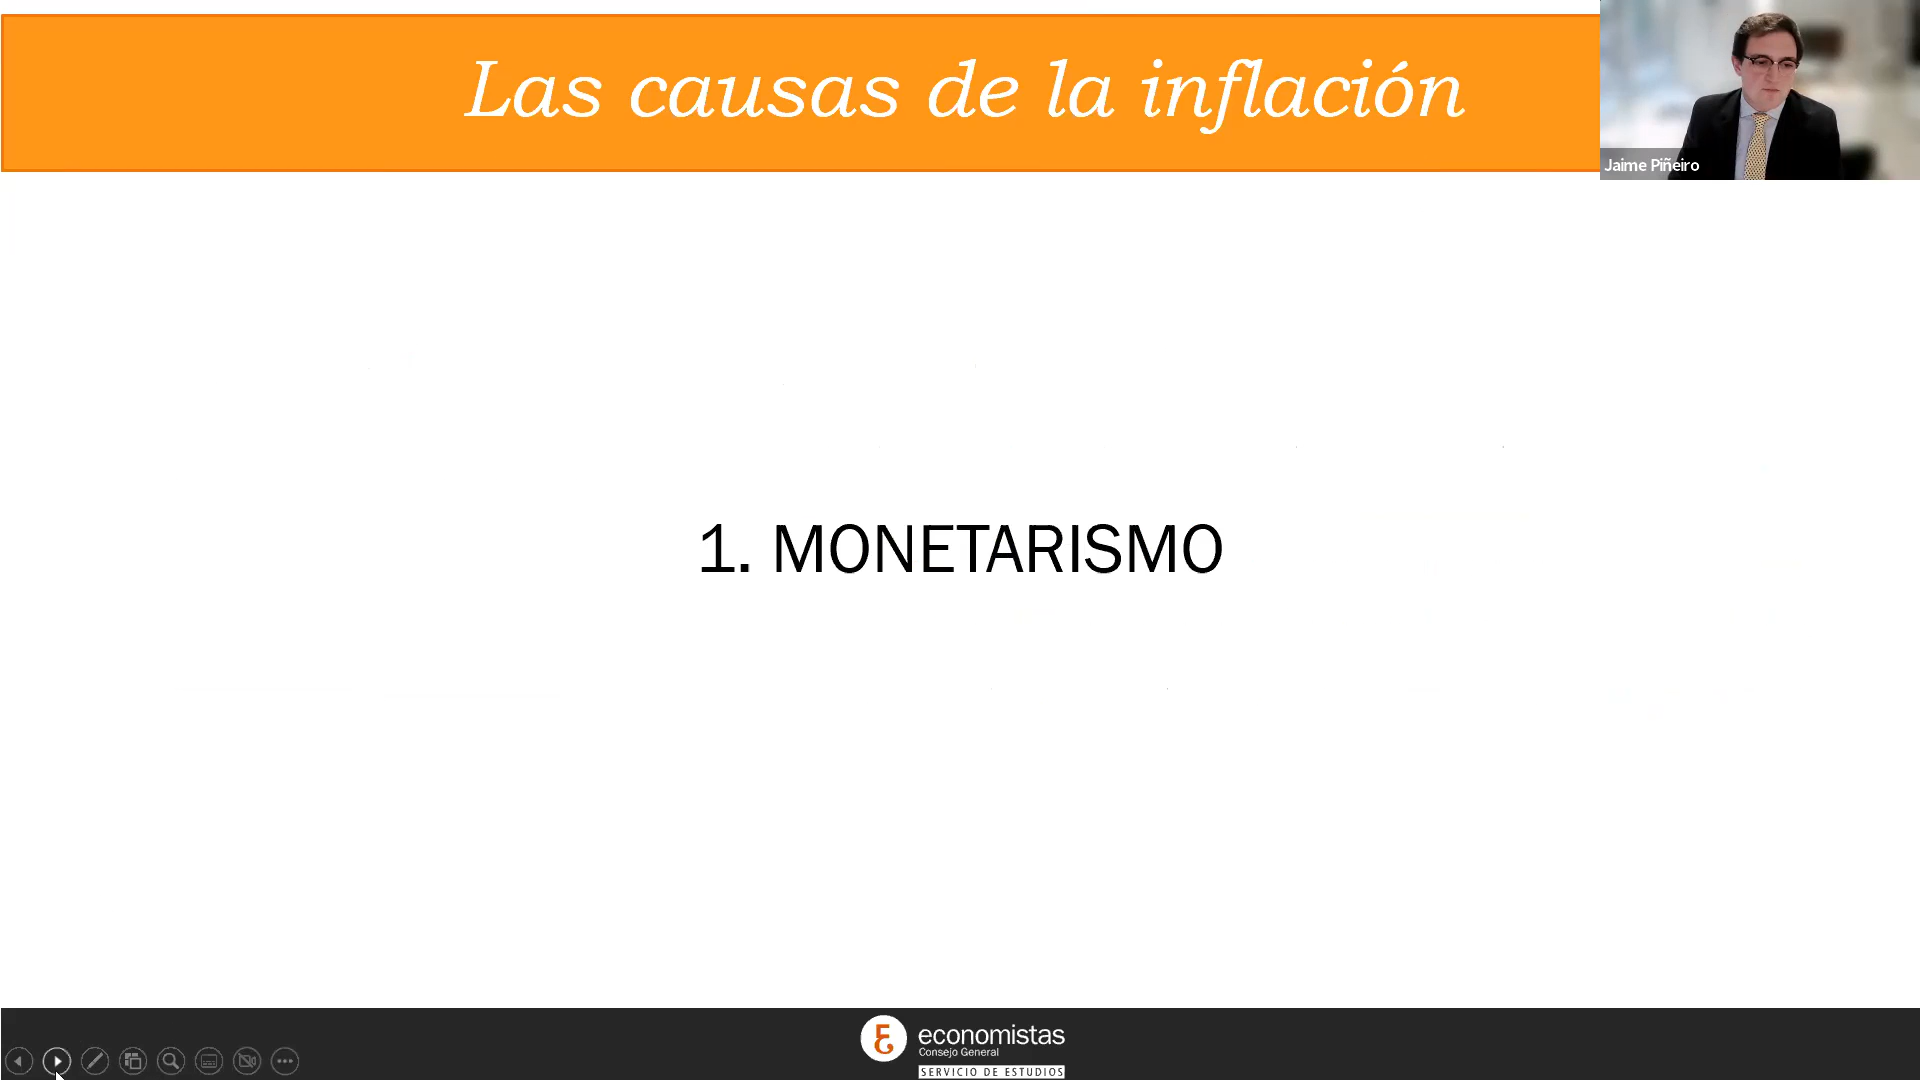 Las causas de la inflación
Jaime Piñeiro
1. MONETARISMO
economistas
Consejo General
SERVICIO DE ESTUDIOS